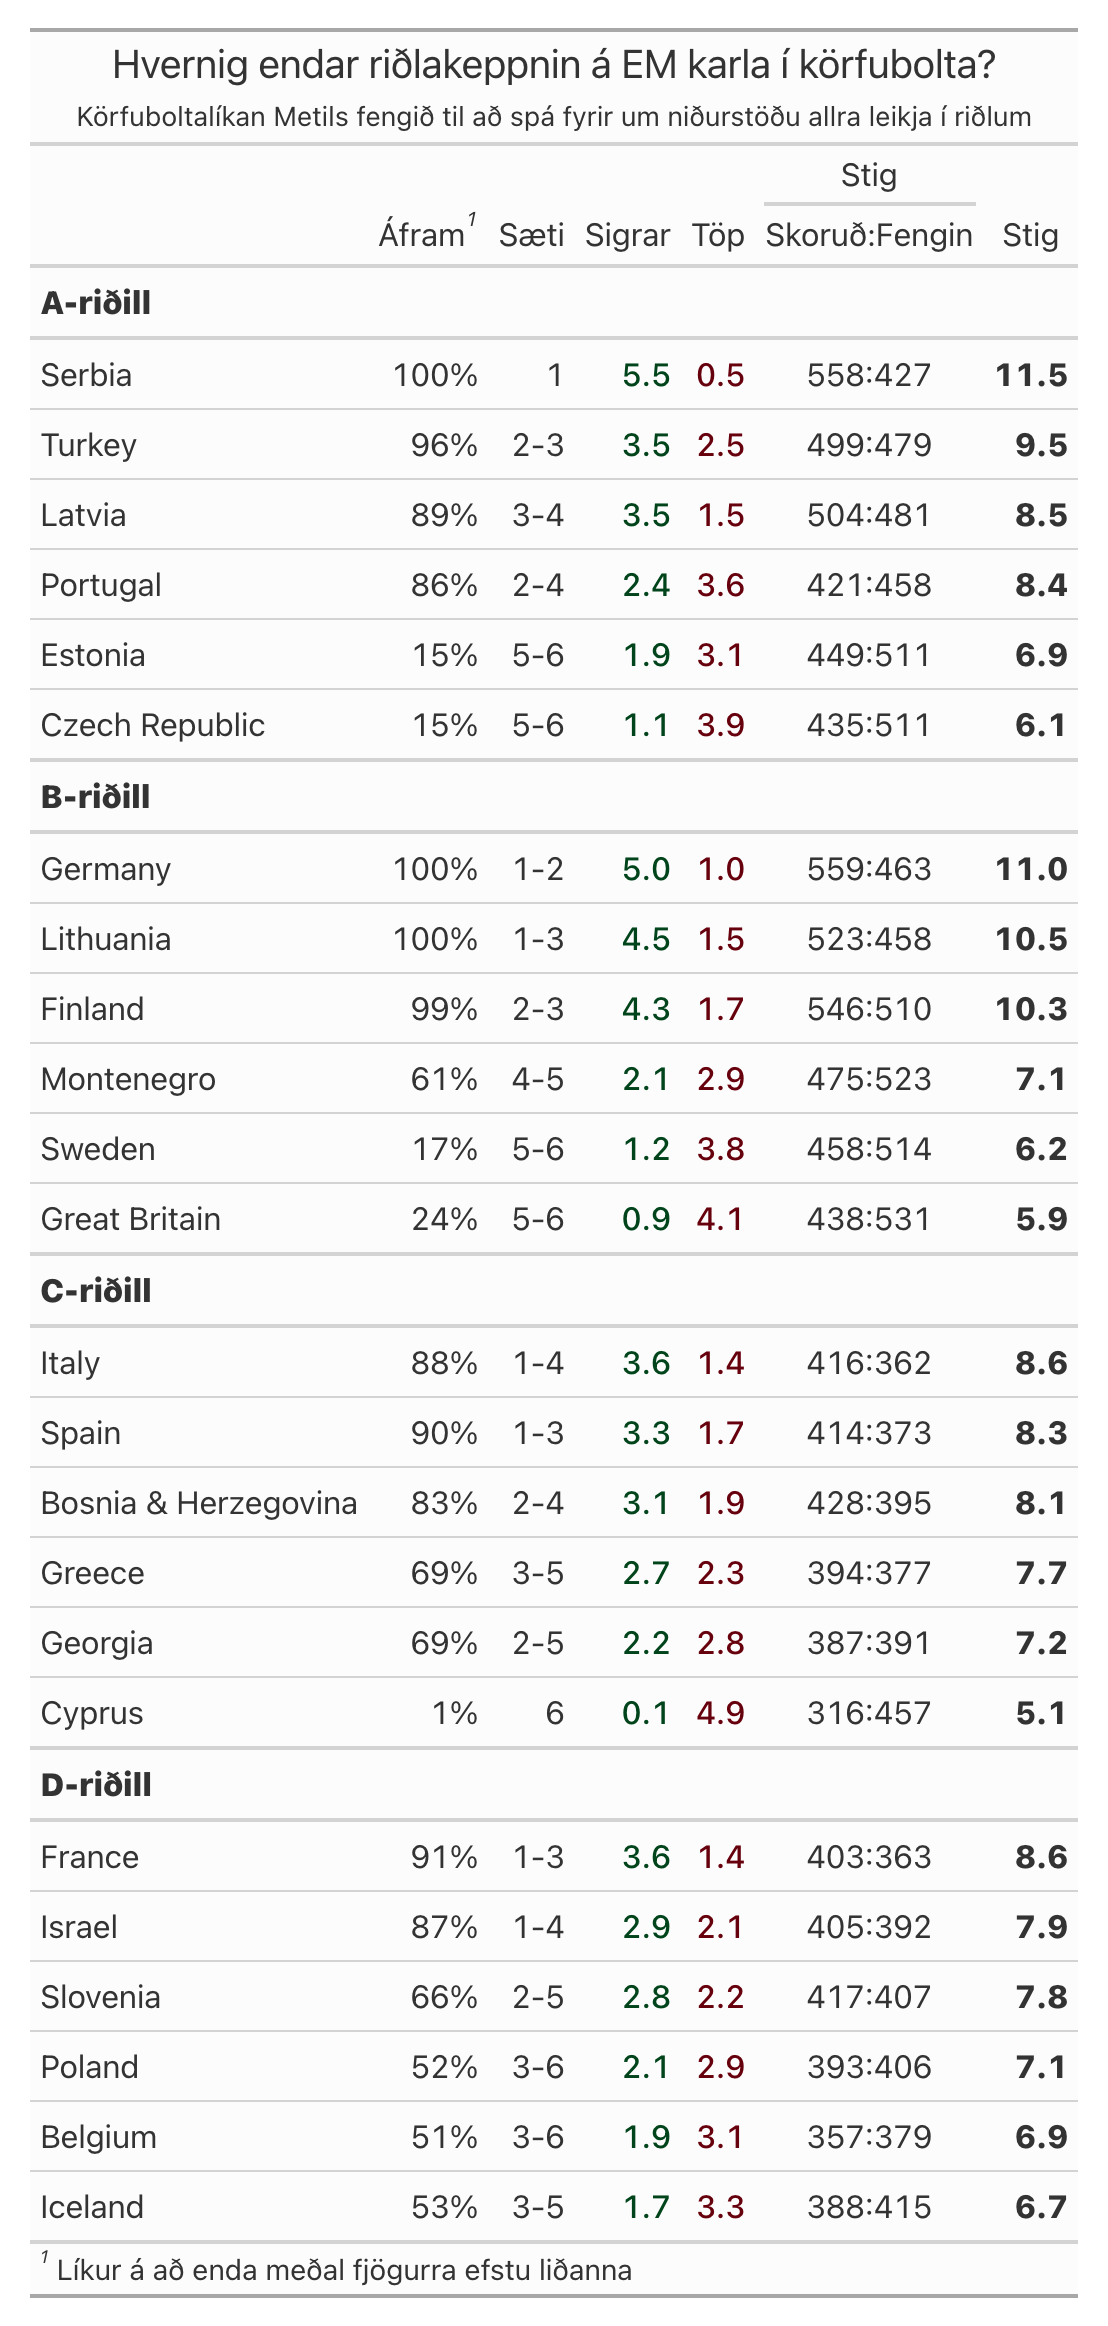 Hvernig endar riðlakeppnin á EM karla í körfubolta?
Körfuboltalíkan Metils fengið til að spá fyrir um niðurstöðu allra leikja í riðlum
Stig
Áfram¹ Sæti Sigrar Töp Skoruð:Fengin Stig
A-riðill
Serbia 100% 1 5.5 0.5 558:427 11.5
Turkey 96% 2-3 3.5 2.5 499:479 9.5
Latvia 89% 3-4 3.5 1.5 504:481 8.5
Portugal 86% 2-4 2.4 3.6 421:458 8.4
Estonia 15% 5-6 1.9 3.1 449:511 6.9
Czech Republic 15% 5-6 1.1 3.9 435:511 6.1
B-riðill
Germany 100% 1-2 5.0 1.0 559:463 11.0
Lithuania 100% 1-3 4.5 1.5 523:458 10.5
Finland 99% 2-3 4.3 1.7 546:510 10.3
Montenegro 61% 4-5 2.1 2.9 475:523 7.1
Sweden 17% 5-6 1.2 3.8 458:514 6.2
Great Britain 24% 5-6 0.9 4.1 438:531 5.9
C-riðill
Italy 88% 1-4 3.6 1.4 416:362 8.6
Spain 90% 1-3 3.3 1.7 414:373 8.3
Bosnia & Herzegovina 83% 2-4 3.1 1.9 428:395 8.1
Greece 69% 3-5 2.7 2.3 394:377 7.7
Georgia 69% 2-5 2.2 2.8 387:391 7.2
Cyprus 1% 6 0.1 4.9 316:457 5.1
D-riðill
France 91% 1-3 3.6 1.4 403:363 8.6
Israel 87% 1-4 2.9 2.1 405:392 7.9
Slovenia 66% 2-5 2.8 2.2 417:407 7.8
Poland 52% 3-6 2.1 2.9 393:406 7.1
Belgium 51% 3-6 1.9 3.1 357:379 6.9
Iceland 53% 3-5 1.7 3.3 388:415 6.7
¹ Líkur á að enda meðal fjögurra efstu liðanna